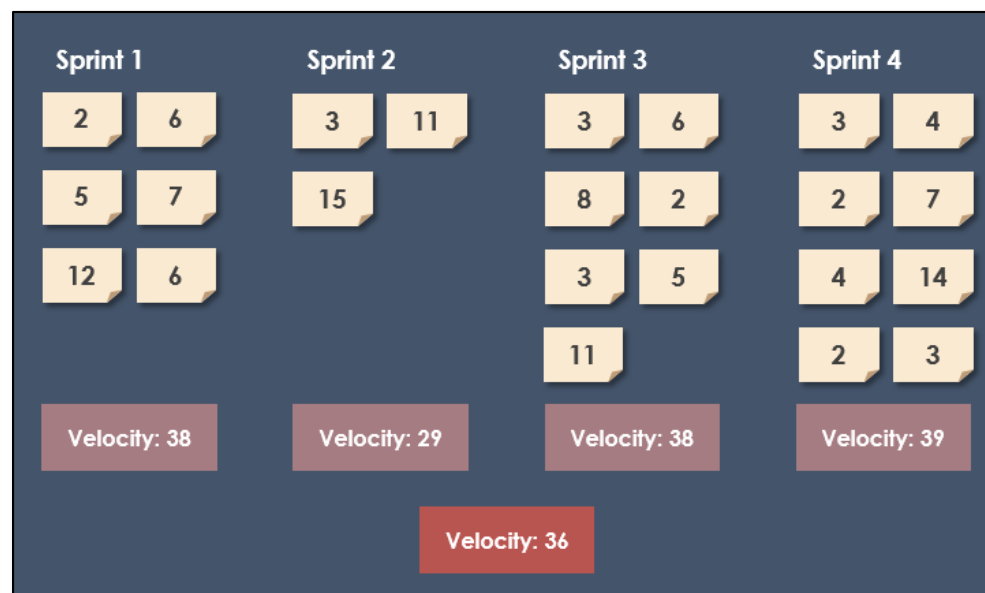 Sprint 1 Sprint 2 Sprint 3 Sprint 4
2 6 3 11 3 6 3 4
5 7 15 8 2 2 7
12 6 3 5 4 14
11 2 3
Velocity: 38 Velocity: 29 Velocity: 38 Velocity: 39
Velocity: 36